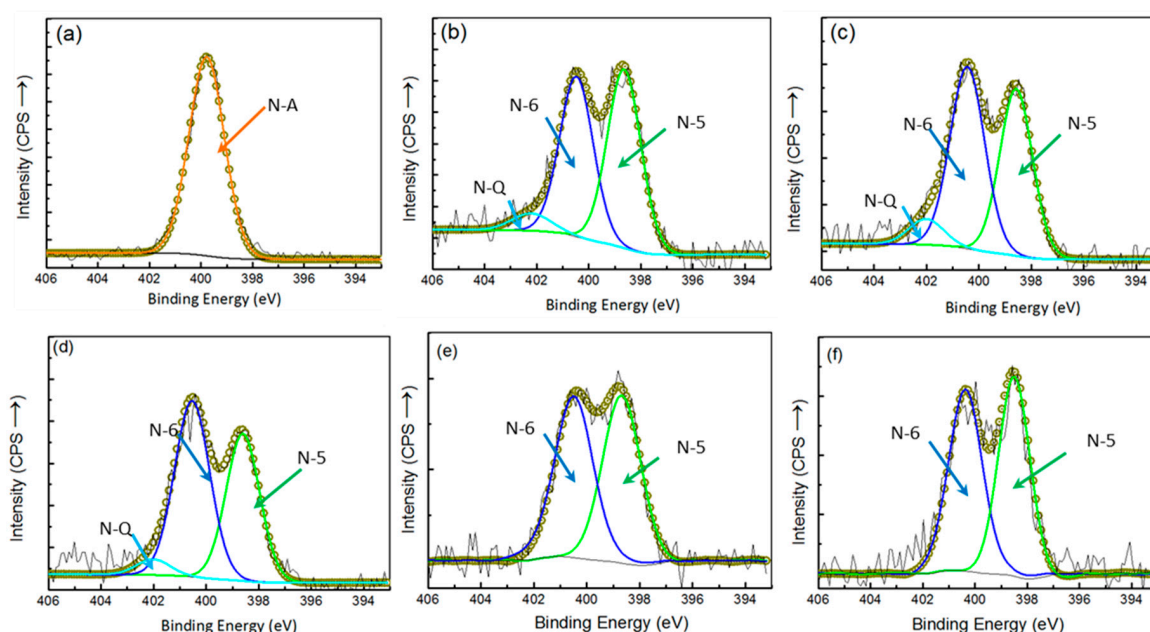 (a)
Intensity (CPS ⟶)
N-A
406 404 402 400 398 396 394
Binding Energy (eV)
(b)
Intensity (CPS ⟶)
N-6
N-5
N-Q
406 404 402 400 398 396 394
Binding Energy (eV)
(c)
Intensity (CPS ⟶)
N-6
N-5
N-Q
406 404 402 400 398 396 394
Binding Energy (eV)
(d)
Intensity (CPS ⟶)
N-6
N-5
N-Q
406 404 402 400 398 396 394
Binding Energy (eV)
(e)
Intensity (CPS ⟶)
N-6
N-5
406 404 402 400 398 396 394
Binding Energy (eV)
(f)
Intensity (CPS ⟶)
N-6
N-5
406 404 402 400 398 396 394
Binding Energy (eV)